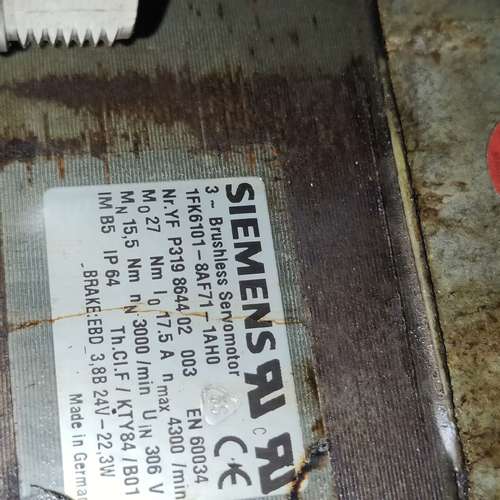 SIEMENS
3 ~ Brushless Servomotor
1FK6101-8AF71-1AH0
Nr.YF P319 8644 02 003 EN 60034
M0 27 Nm I0 17.5 A nmax 4300 /min
MN 15,5 Nm nN 3000/min UiN 306 V
IM B5 IP 64 Th.Cl.F / KTY84 / B01
BRAKE:EBD 3,8B 24V-22,3W
Made in German
C
CE